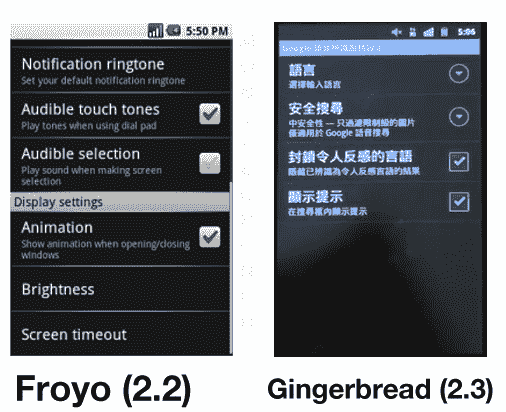 5:50 PM
Notification ringtone
Set your default notification ringtone
Audible touch tones
Play tones when using dial pad
Audible selection
Play sound when making screen
selection
Display settings
Animation
Show animation when opening/closing
windows
Brightness
Screen timeout
Froyo (2.2)
5:06
Google
語言
選擇輸入語言
安全搜尋
中安全性 — 只過濾限制級的圖片
僅適用於 Google 語音搜尋
封鎖令人反感的言語
隱藏已辨識為令人反感言語的結果
顯示提示
在搜尋框內顯示提示
Gingerbread (2.3)